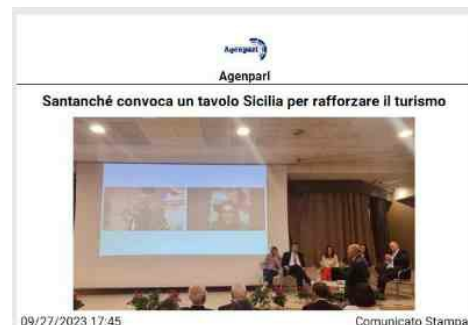 Agenparl
Agenparl
Santanché convoca un tavolo Sicilia per rafforzare il turismo
09/27/2023 17:45
Comunicato Stampa